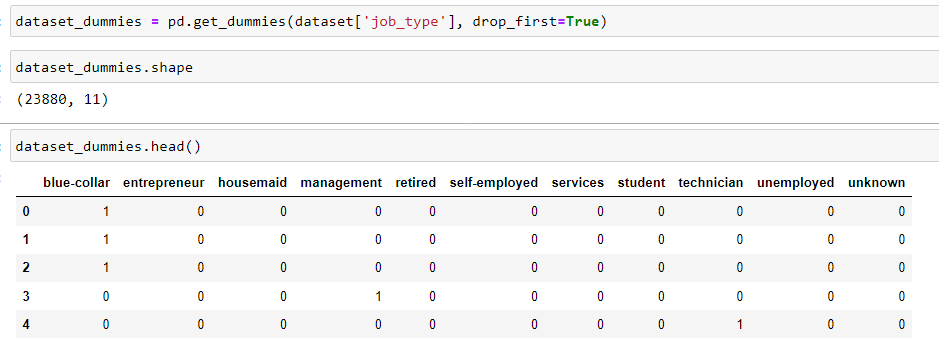 dataset_dummies = pd.get_dummies(dataset['job_type'], drop_first=True)
dataset_dummies.shape
(23880, 11)
dataset_dummies.head()
blue-collar entrepreneur housemaid management retired self-employed services student technician unemployed unknown
0 1 0 0 0 0 0 0 0 0 0 0
1 1 0 0 0 0 0 0 0 0 0 0
2 1 0 0 0 0 0 0 0 0 0 0
3 0 0 0 1 0 0 0 0 0 0 0
4 0 0 0 0 0 0 0 0 1 0 0